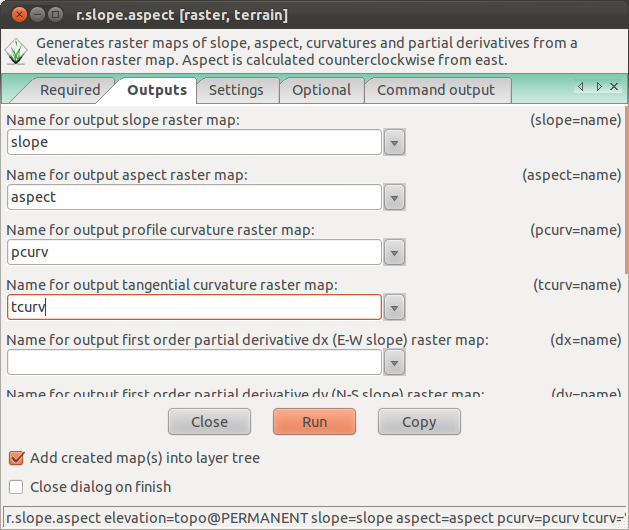 r.slope.aspect [raster, terrain]
Generates raster maps of slope, aspect, curvatures and partial derivatives from a
elevation raster map. Aspect is calculated counterclockwise from east.
Required Outputs Settings Optional Command output
Name for output slope raster map: (slope=name)
slope
Name for output aspect raster map: (aspect=name)
aspect
Name for output profile curvature raster map: (pcurv=name)
pcurv
Name for output tangential curvature raster map: (tcurv=name)
tcurv
Name for output first order partial derivative dx (E-W slope) raster map: (dx=name)
Name for output first order partial derivative dy (N-S slope) raster map: (dy=name)
Close Run Copy
Add created map(s) into layer tree
Close dialog on finish
r.slope.aspect elevation=topo@PERMANENT slope=slope aspect=aspect pcurv=pcurv tcurv=